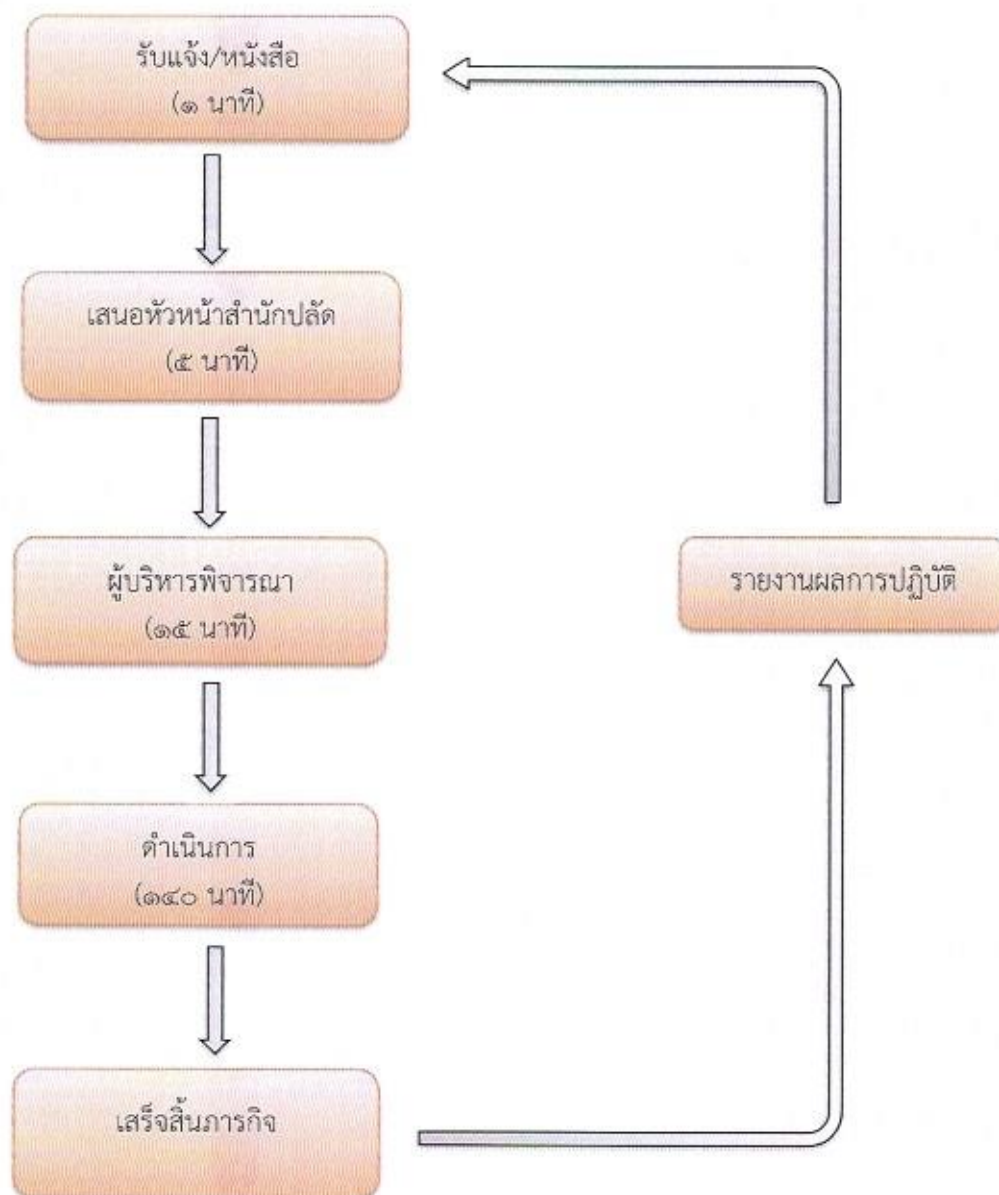 รับแจ้ง/หนังสือ
(๑ นาที)
เสนอหัวหน้าสำนักปลัด
(๕ นาที)
ผู้บริหารพิจารณา
(๑๕ นาที)
รายงานผลการปฏิบัติ
ดำเนินการ
(๑๔๐ นาที)
เสร็จสิ้นภารกิจ